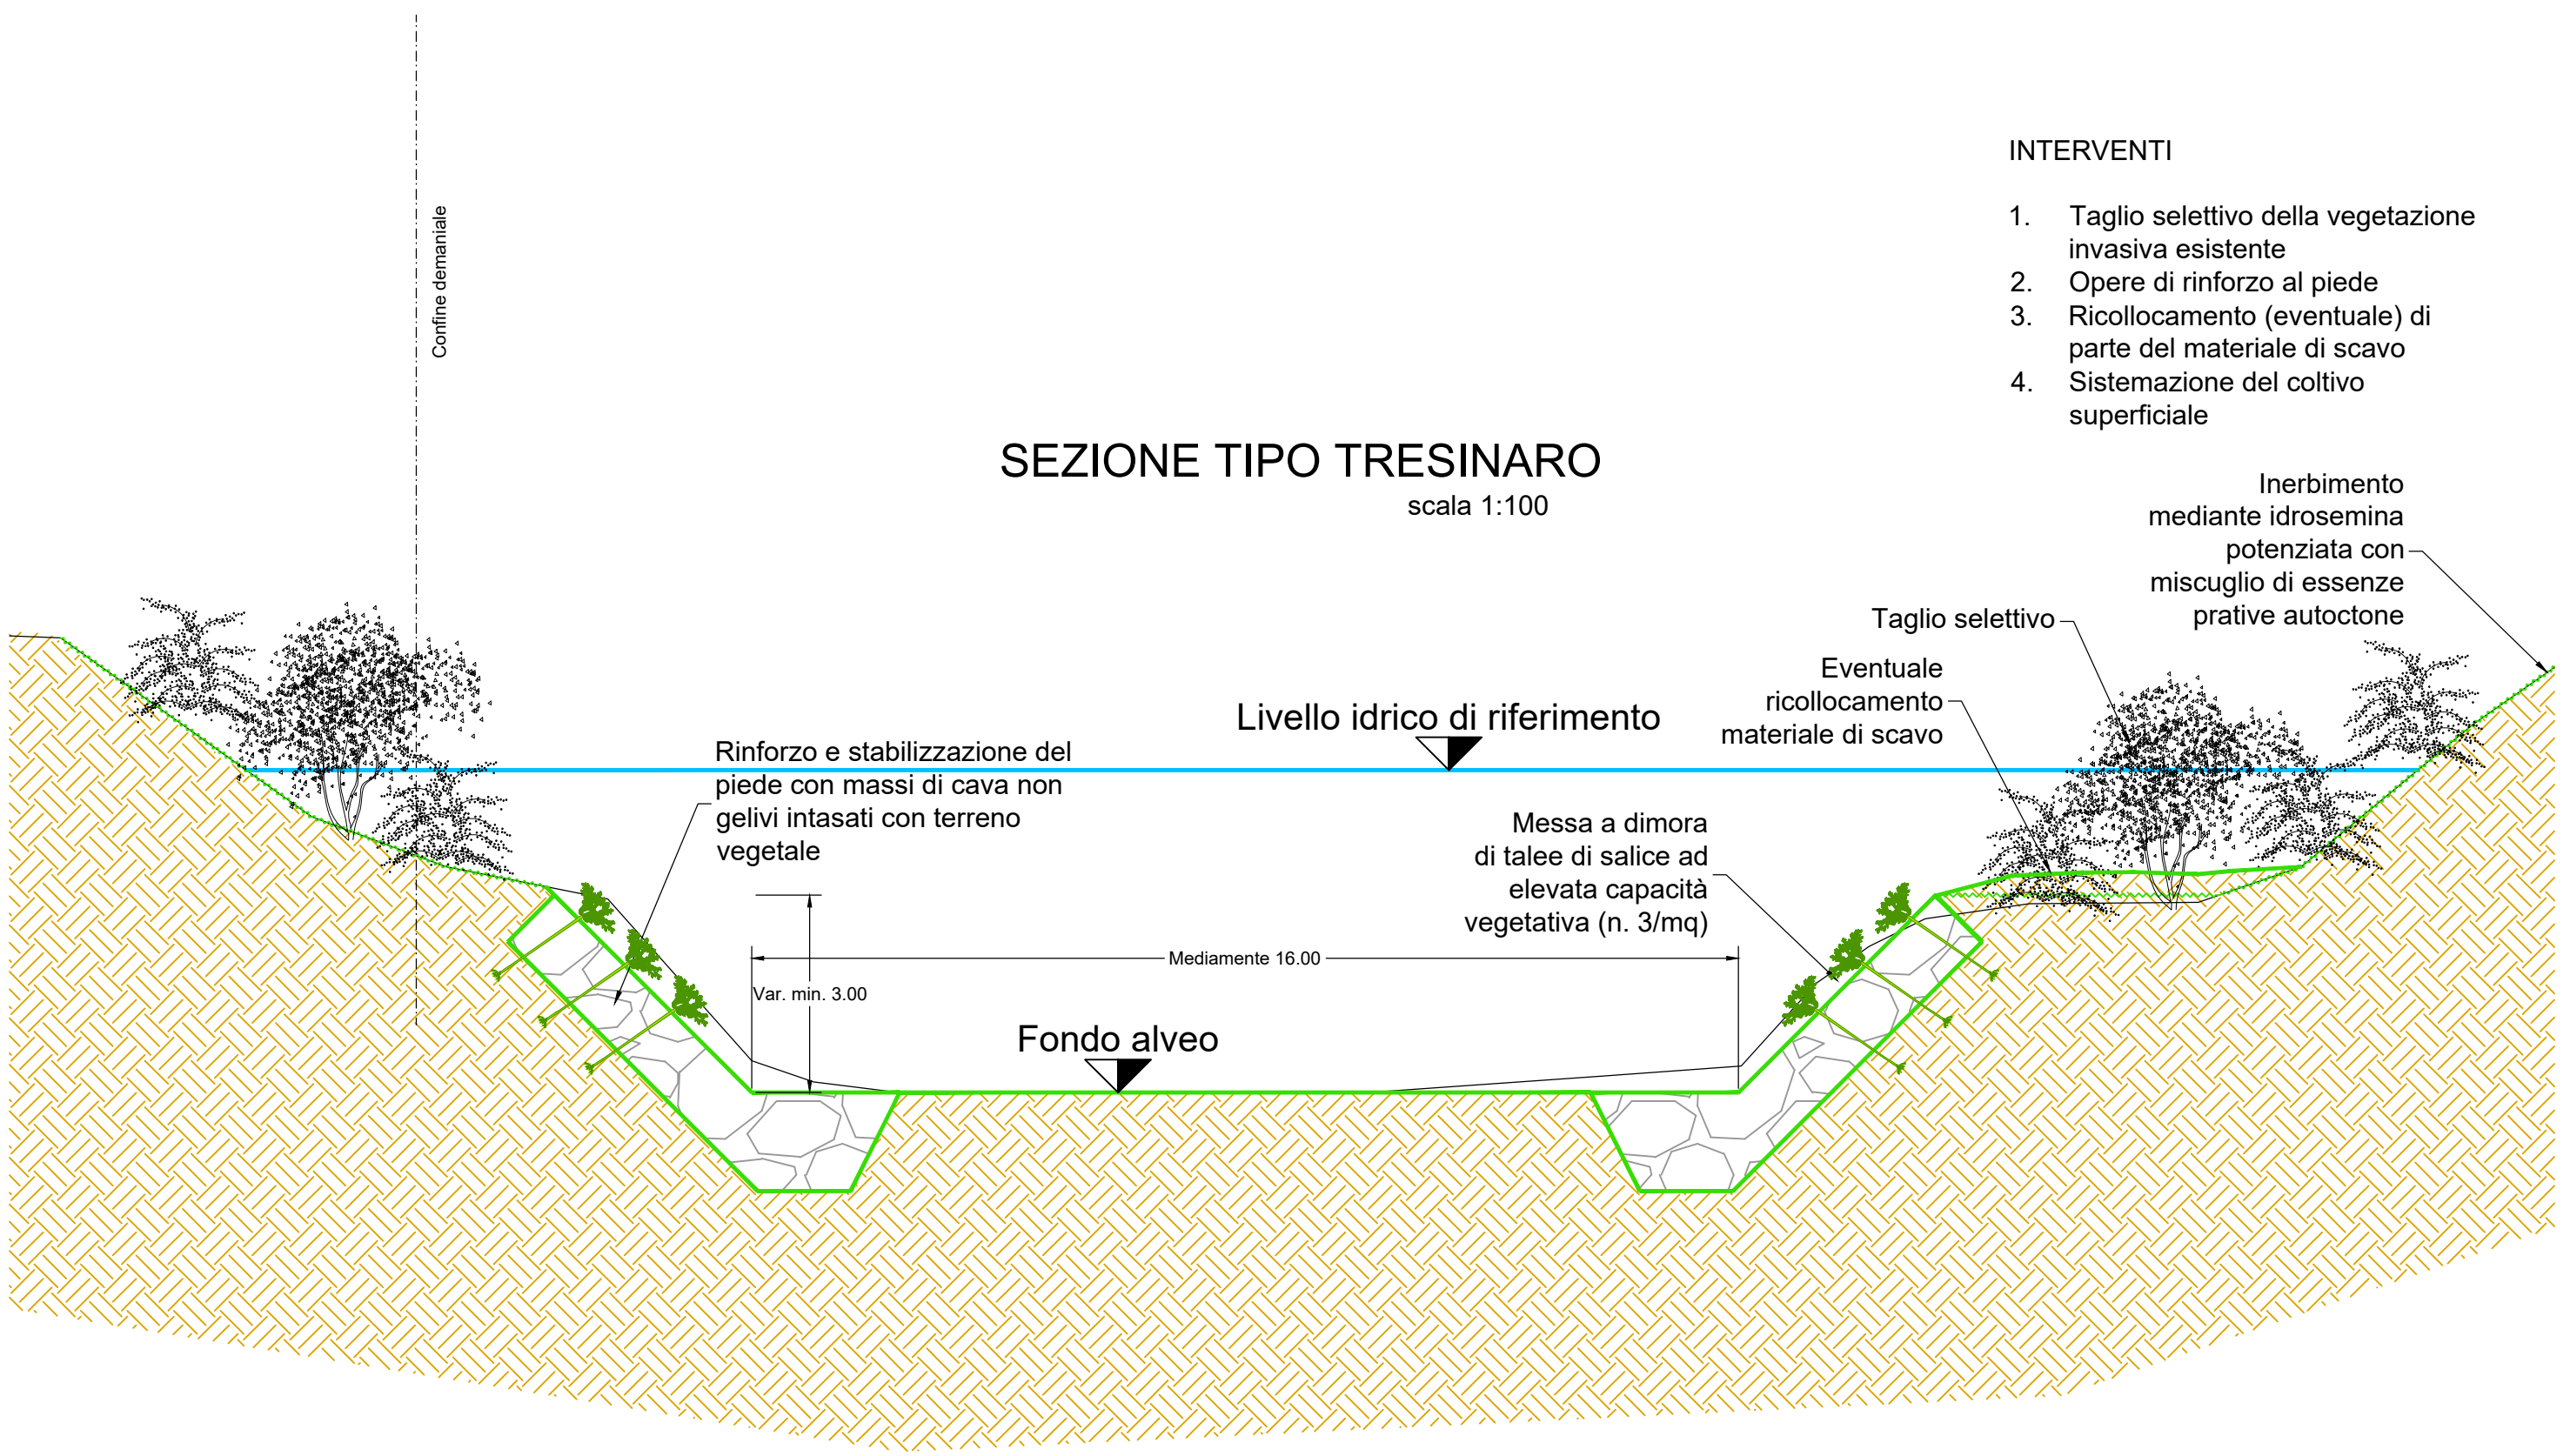 Confine demaniale
INTERVENTI
1. Taglio selettivo della vegetazione
invasiva esistente
2. Opere di rinforzo al piede
3. Ricollocamento (eventuale) di
parte del materiale di scavo
4. Sistemazione del coltivo
superficiale
SEZIONE TIPO TRESINARO
scala 1:100
Inerbimento
mediante idrosemina
potenziata con
miscuglio di essenze
prative autoctone
Taglio selettivo
Eventuale
ricollocamento
materiale di scavo
Livello idrico di riferimento
Rinforzo e stabilizzazione del
piede con massi di cava non
gelivi intasati con terreno
vegetale
Messa a dimora
di talee di salice ad
elevata capacità
vegetativa (n. 3/mq)
Mediamente 16.00
Var. min. 3.00
Fondo alveo